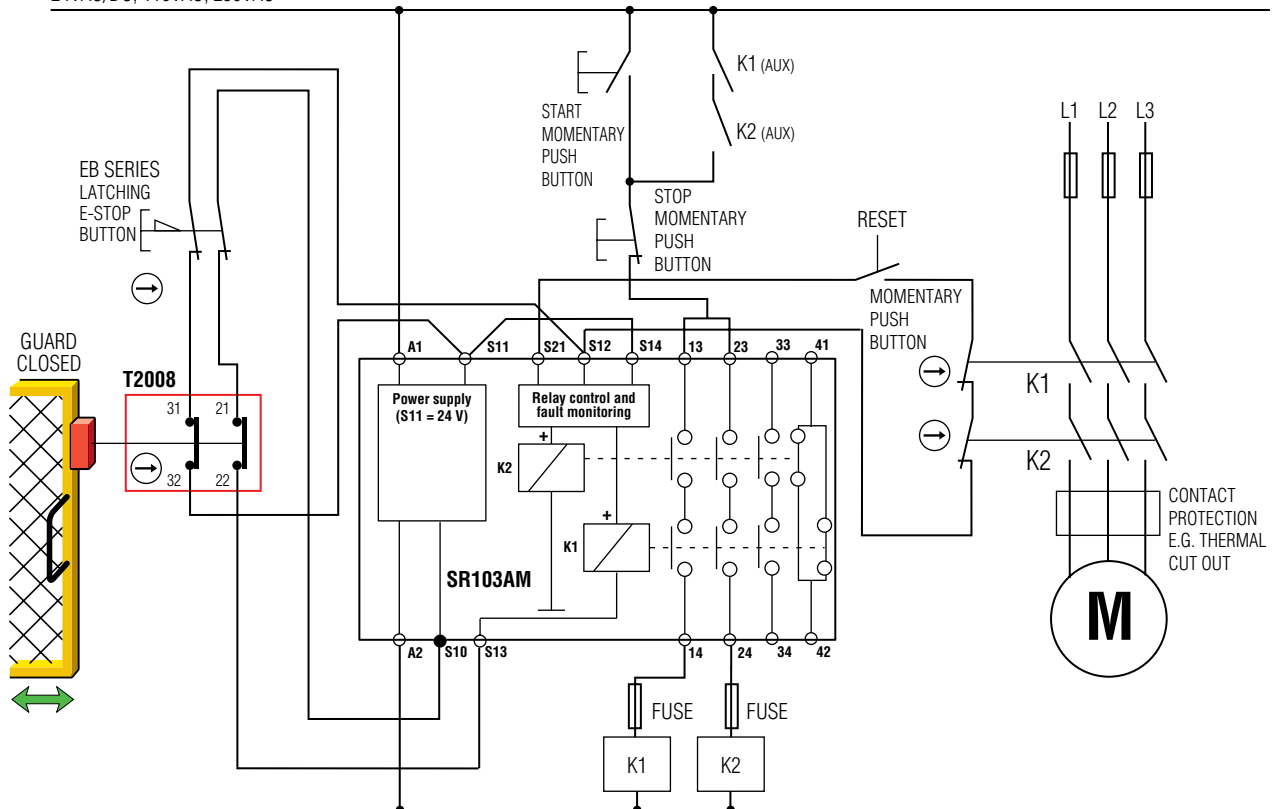 K1 (AUX)
K2 (AUX)
START
MOMENTARY
PUSH
BUTTON
L1 L2 L3
EB SERIES
LATCHING
E-STOP
BUTTON
STOP
MOMENTARY
PUSH
BUTTON
RESET
MOMENTARY
PUSH
BUTTON
GUARD
CLOSED
T2008
31 21
32 22
A1 S11 S21 S12 S14 13 23 33 41
Power supply
(S11 = 24 V)
Relay control and
fault monitoring
+
K2
+
K1
SR103AM
A2 S10 S13 14 24 34 42
K1
K2
CONTACT
PROTECTION
E.G. THERMAL
CUT OUT
M
FUSE FUSE
K1 K2